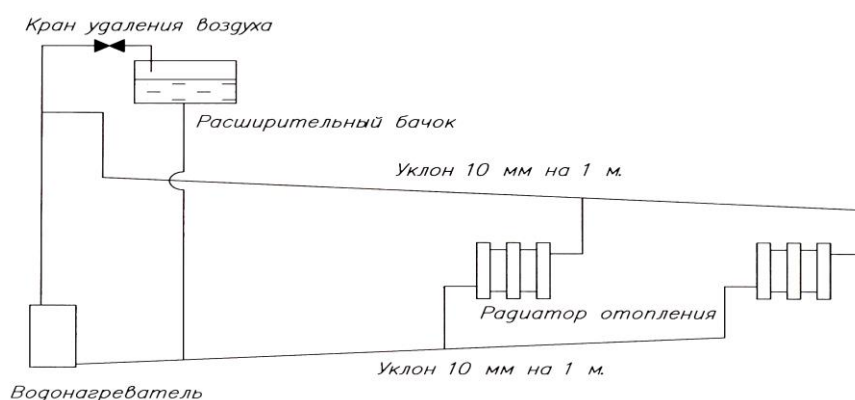 Кран удаления воздуха
Расширительный бачок
Уклон 10 мм на 1 м.
Радиатор отопления
Уклон 10 мм на 1 м.
Водонагреватель